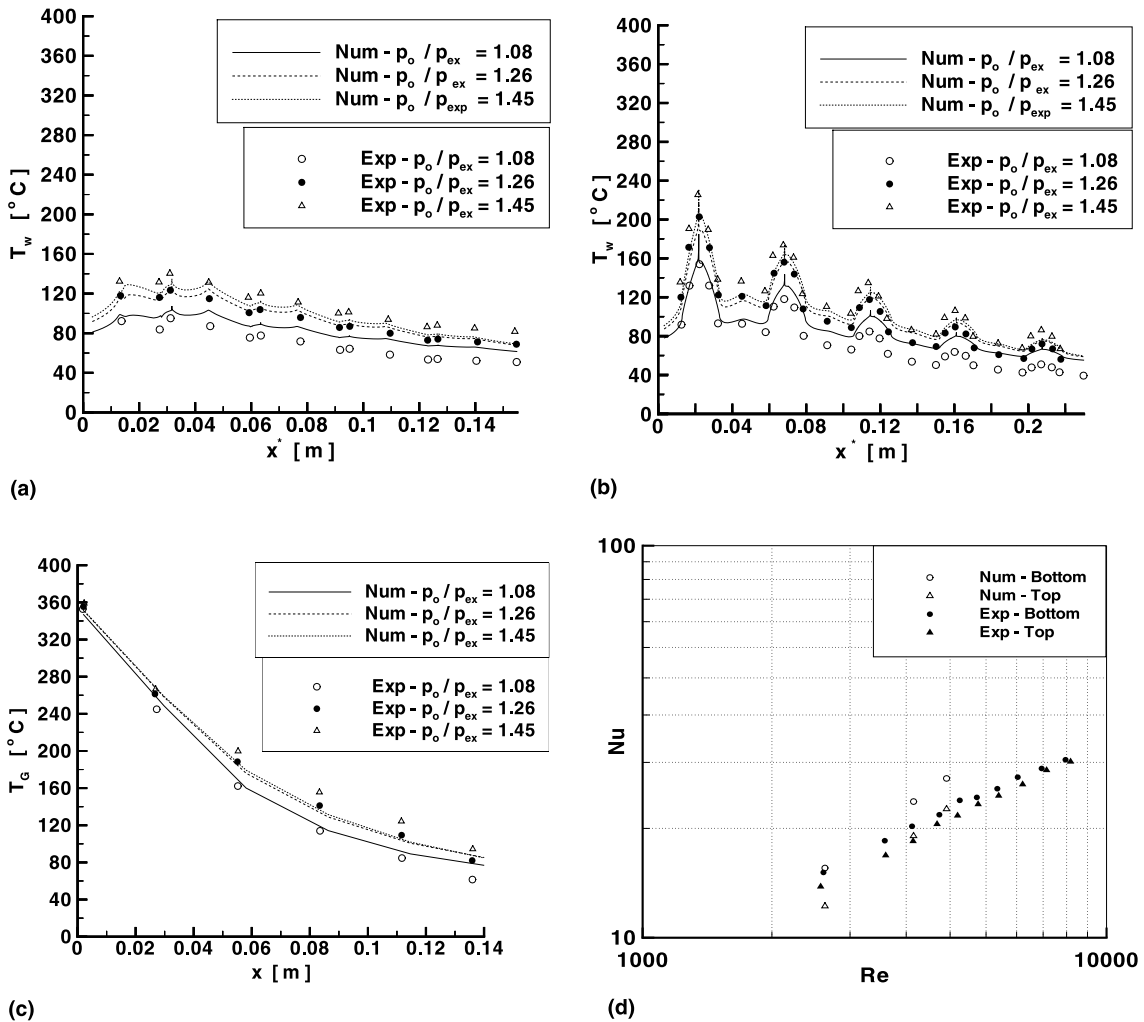 400
360
320
280
240
200
160
120
80
40
0
T_w [°C]
0 0.02 0.04 0.06 0.08 0.1 0.12 0.14
x* [m]
Num - p_o / p_ex = 1.08
Num - p_o / p_ex = 1.26
Num - p_o / p_exp = 1.45
Exp - p_o / p_ex = 1.08
Exp - p_o / p_ex = 1.26
Exp - p_o / p_ex = 1.45
(a)
400
360
320
280
240
200
160
120
80
40
0
T_w [°C]
0 0.04 0.08 0.12 0.16 0.2
x* [m]
Num - p_o / p_ex = 1.08
Num - p_o / p_ex = 1.26
Num - p_o / p_exp = 1.45
Exp - p_o / p_ex = 1.08
Exp - p_o / p_ex = 1.26
Exp - p_o / p_ex = 1.45
(b)
400
360
320
280
240
200
160
120
80
40
0
T_G [°C]
0 0.02 0.04 0.06 0.08 0.1 0.12 0.14
x [m]
Num - p_o / p_ex = 1.08
Num - p_o / p_ex = 1.26
Num - p_o / p_ex = 1.45
Exp - p_o / p_ex = 1.08
Exp - p_o / p_ex = 1.26
Exp - p_o / p_ex = 1.45
(c)
100
Nu
10
1000 10000
Re
Num - Bottom
Num - Top
Exp - Bottom
Exp - Top
(d)